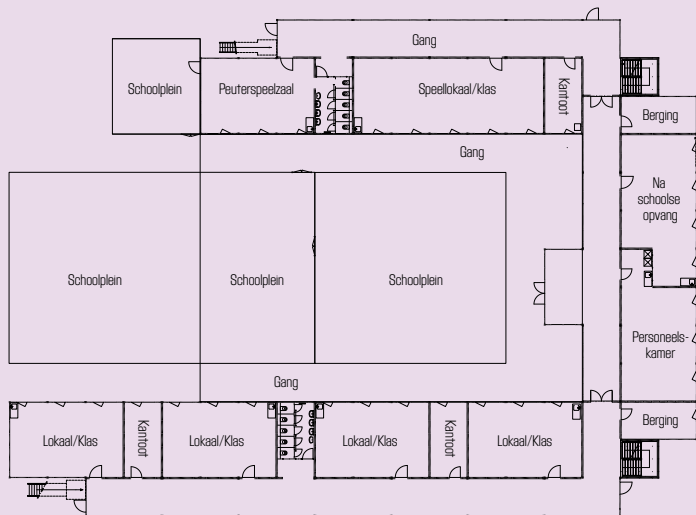 Gang
Schoolplein
Peuterspeelzaal
Speellokaal/klas
Kantoor
Berging
Gang
Na
schoolse
opvang
Schoolplein
Schoolplein
Schoolplein
Personeels-
kamer
Gang
Berging
Lokaal/Klas
Kantoor
Lokaal/Klas
Lokaal/Klas
Kantoor
Lokaal/Klas